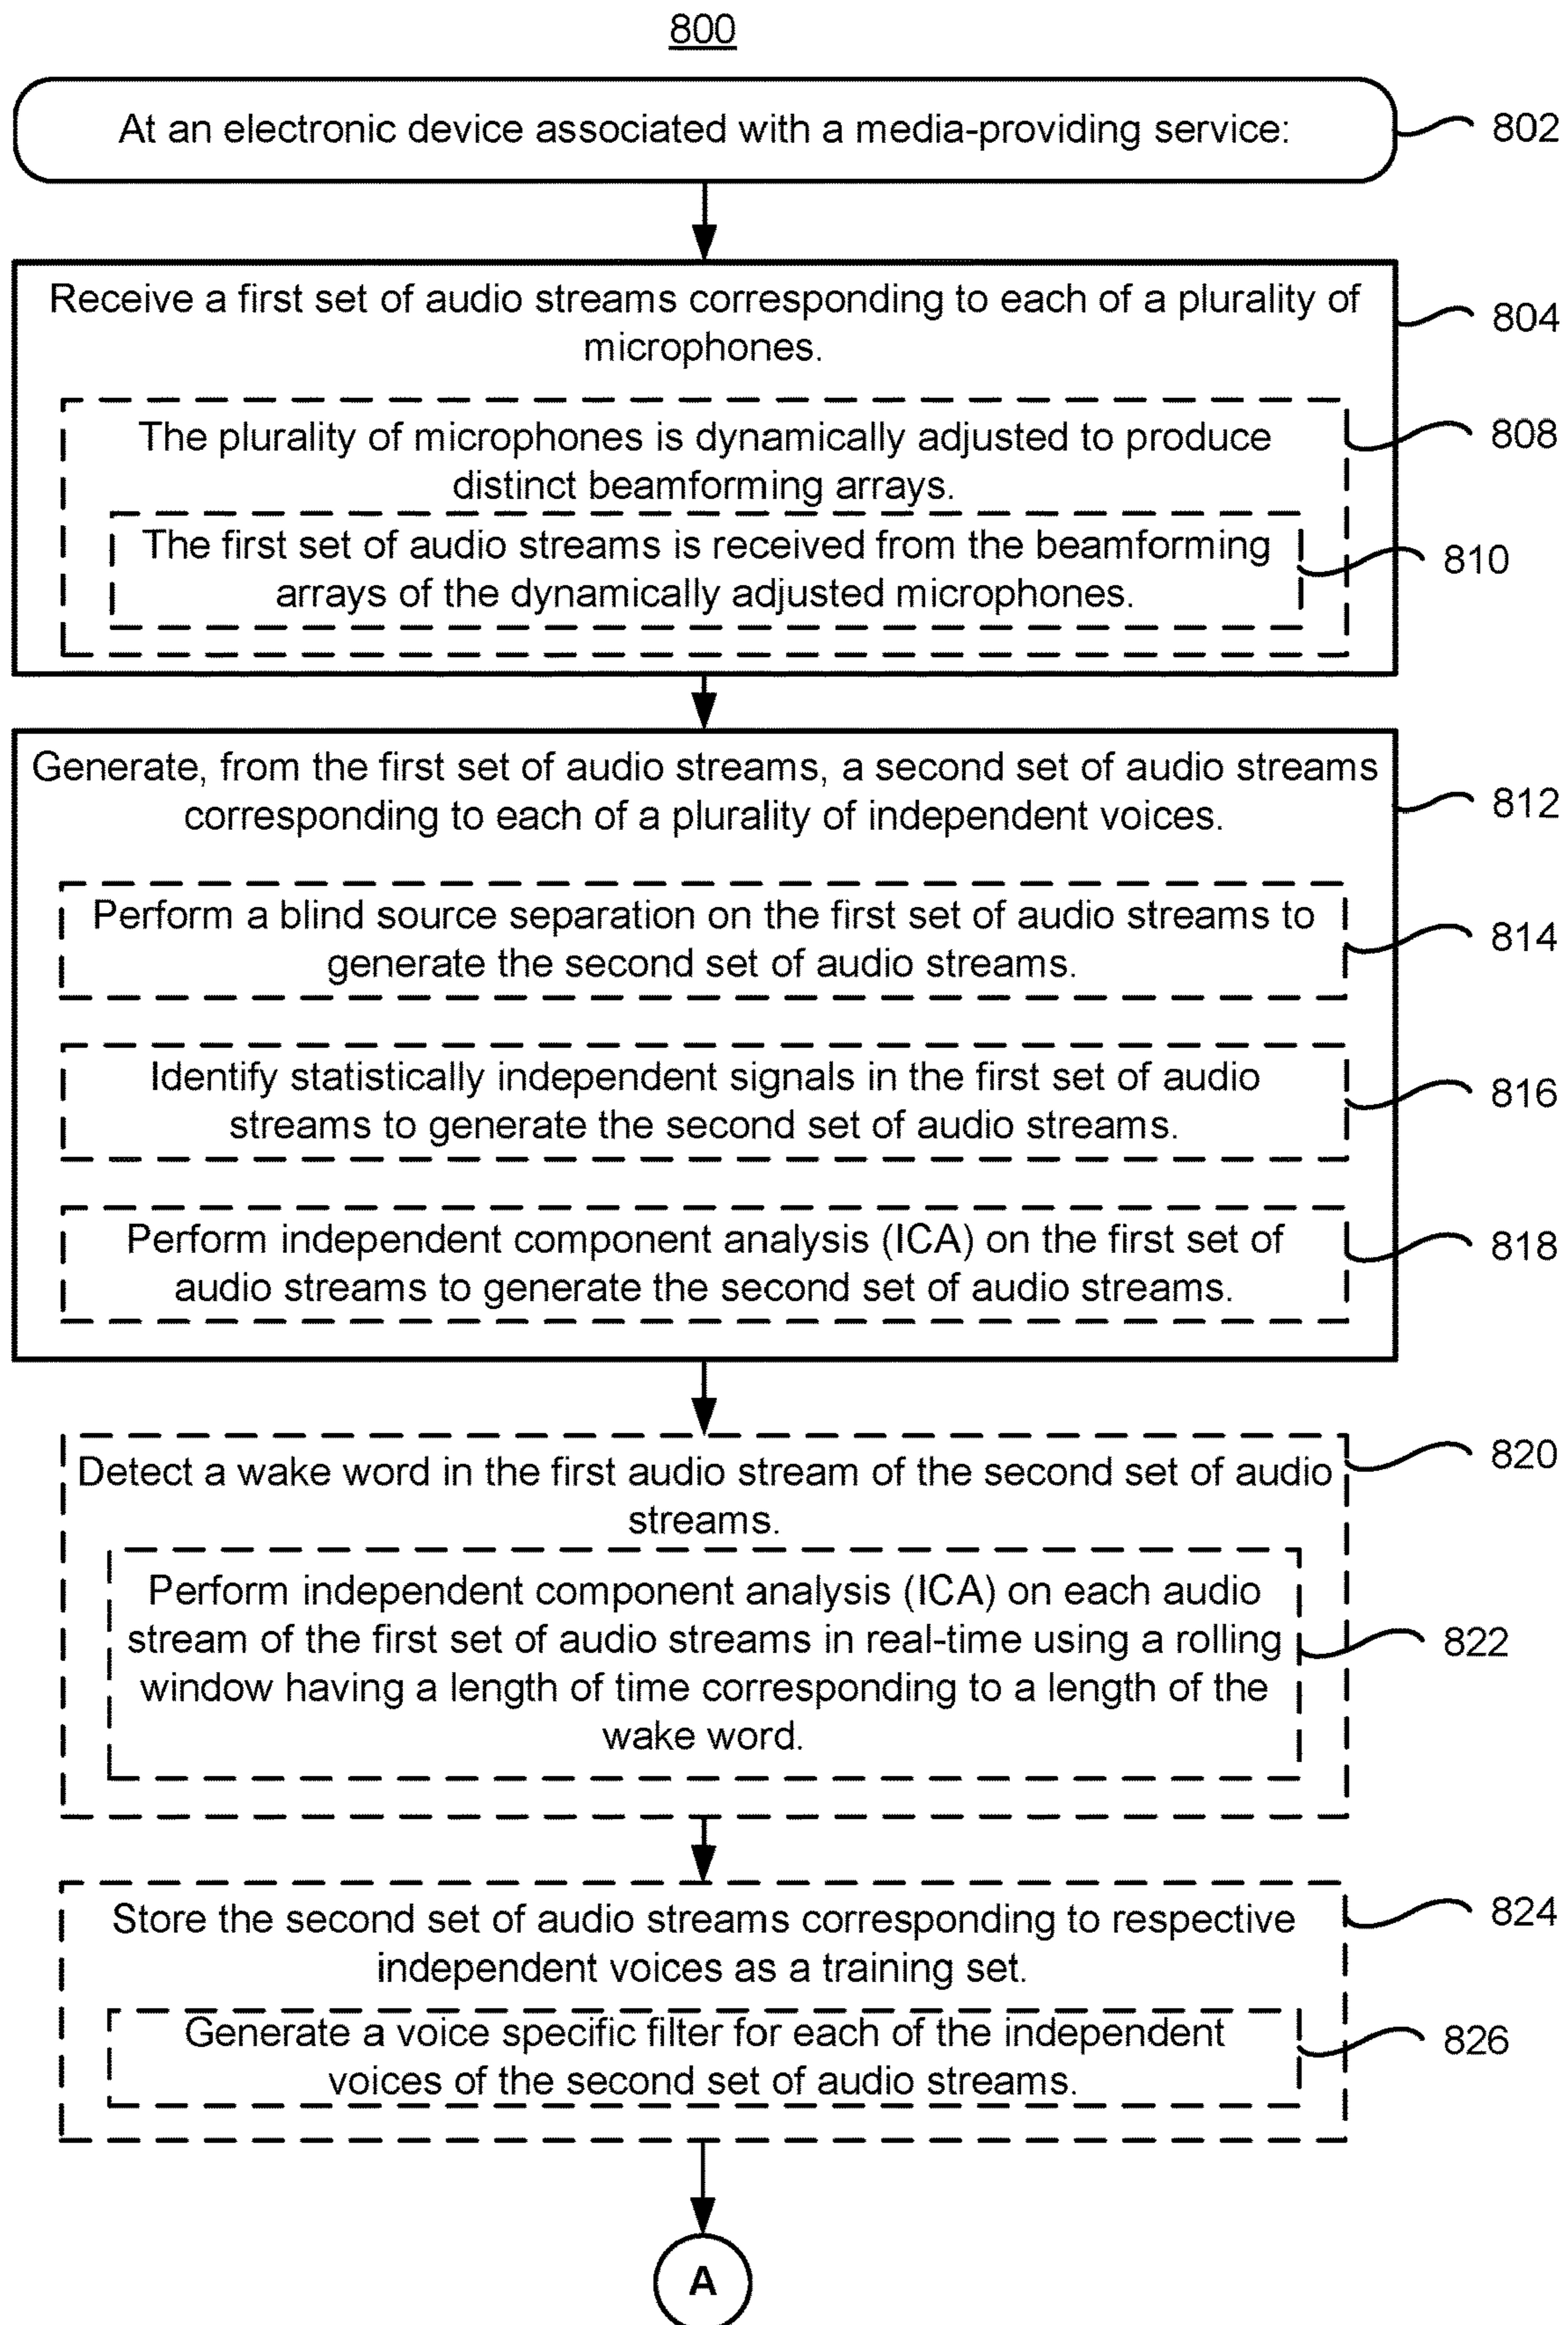 800
At an electronic device associated with a media-providing service:
802
Receive a first set of audio streams corresponding to each of a plurality of
microphones.
804
The plurality of microphones is dynamically adjusted to produce
distinct beamforming arrays.
808
The first set of audio streams is received from the beamforming
arrays of the dynamically adjusted microphones.
810
Generate, from the first set of audio streams, a second set of audio streams
corresponding to each of a plurality of independent voices.
812
Perform a blind source separation on the first set of audio streams to
generate the second set of audio streams.
814
Identify statistically independent signals in the first set of audio
streams to generate the second set of audio streams.
816
Perform independent component analysis (ICA) on the first set of
audio streams to generate the second set of audio streams.
818
Detect a wake word in the first audio stream of the second set of audio
streams.
820
Perform independent component analysis (ICA) on each audio
stream of the first set of audio streams in real-time using a rolling
window having a length of time corresponding to a length of the
wake word.
822
Store the second set of audio streams corresponding to respective
independent voices as a training set.
824
Generate a voice specific filter for each of the independent
voices of the second set of audio streams.
826
A